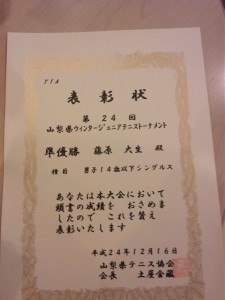 YTA
表彰状
第24回
山梨県ウィンタージュニアテニストーナメント
準優勝 藤原 大生 殿
種目 男子14歳以下シングルス
あなたは本大会において
頭書の成績を おさめま
したので これを賛え
表彰いたします
平成24年12月16日
山梨県テニス協会
会長 土屋金蔵